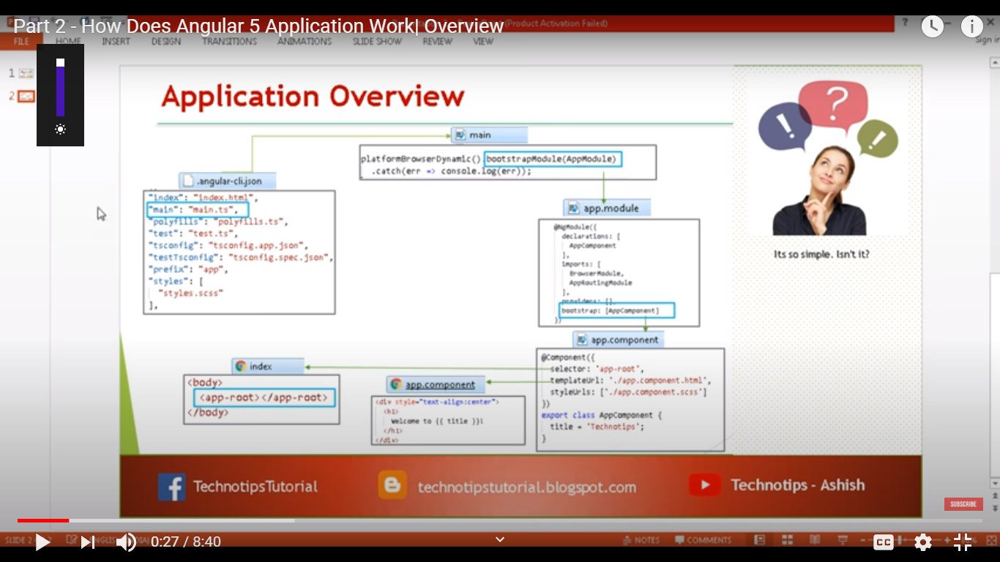 Part 2 - How Does Angular 5 Application Work| Overview
(Product Activation Failed)
FILE HOME INSERT DESIGN TRANSITIONS ANIMATIONS SLIDE SHOW REVIEW VIEW
Sign in
1
2
Application Overview
main
platformBrowserDynamic().bootstrapModule(AppModule)
.catch(err => console.log(err));
.angular-cli.json
"index": "index.html",
"main": "main.ts",
"polyfills": "polyfills.ts",
"test": "test.ts",
"tsconfig": "tsconfig.app.json",
"testTsconfig": "tsconfig.spec.json",
"prefix": "app",
"styles": [
"styles.scss"
],
app.module
@NgModule({
declarations: [
AppComponent
],
imports: [
BrowserModule,
AppRoutingModule
],
providers: [],
bootstrap: [AppComponent]
})
app.component
@Component({
selector: 'app-root',
templateUrl: './app.component.html',
styleUrls: ['./app.component.scss']
})
export class AppComponent {
title = 'Technotips';
}
index
<body>
<app-root></app-root>
</body>
app.component
<div style="text-align:center">
<h1>
Welcome to {{ title }}!
</h1>
</div>
Its so simple. Isn't it?
TechnotipsTutorial
technotipstutorial.blogspot.com
Technotips - Ashish
SUBSCRIBE
0:27 / 8:40
NOTES COMMENTS
CC